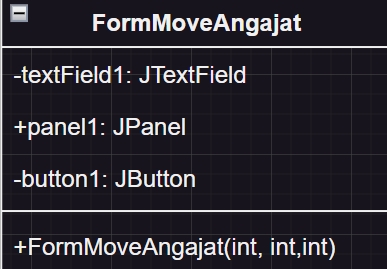 FormMoveAngajat
-textField1: JTextField
+panel1: JPanel
-button1: JButton
+FormMoveAngajat(int, int,int)